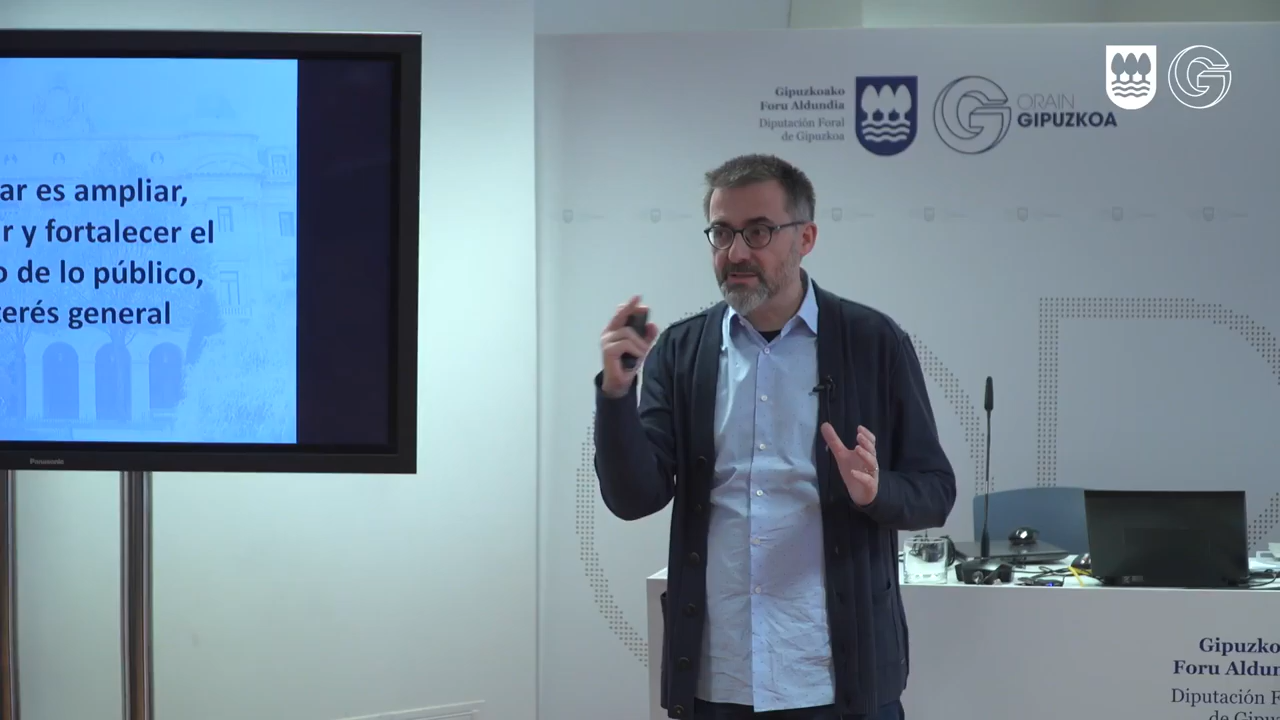 ar es ampliar,
r y fortalecer el
o de lo público,
terés general
Panasonic
Gipuzkoako
Foru Aldundia
Diputación Foral
de Gipuzkoa
ORAIN
GIPUZKOA
Gipuzko
Foru Aldun
Diputación F
de Gipu